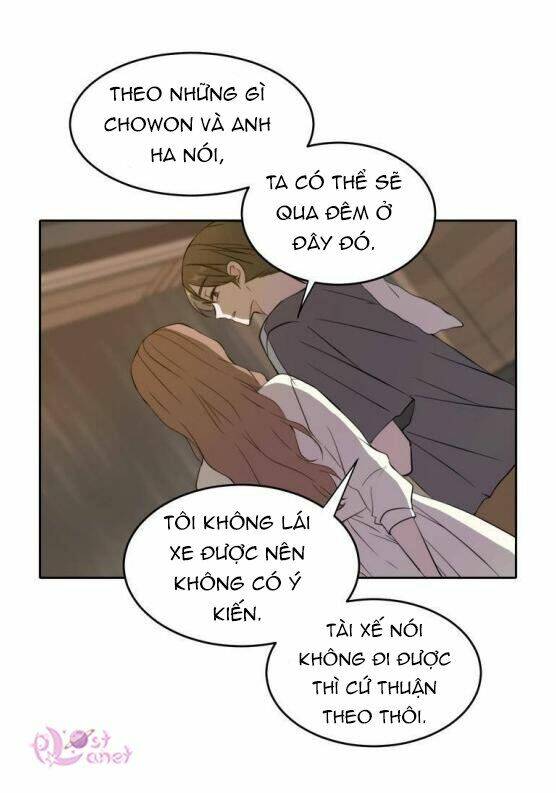 THEO NHỮNG GÌ
CHOWON VÀ ANH
HA NÓI,
TA CÓ THỂ SẼ
QUA ĐÊM Ở
ĐÂY ĐÓ.
TÔI KHÔNG LÁI
XE ĐƯỢC NÊN
KHÔNG CÓ Ý
KIẾN.
TÀI XẾ NÓI
KHÔNG ĐI ĐƯỢC
THÌ CỨ THUẬN
THEO THÔI.
Lost
Planet